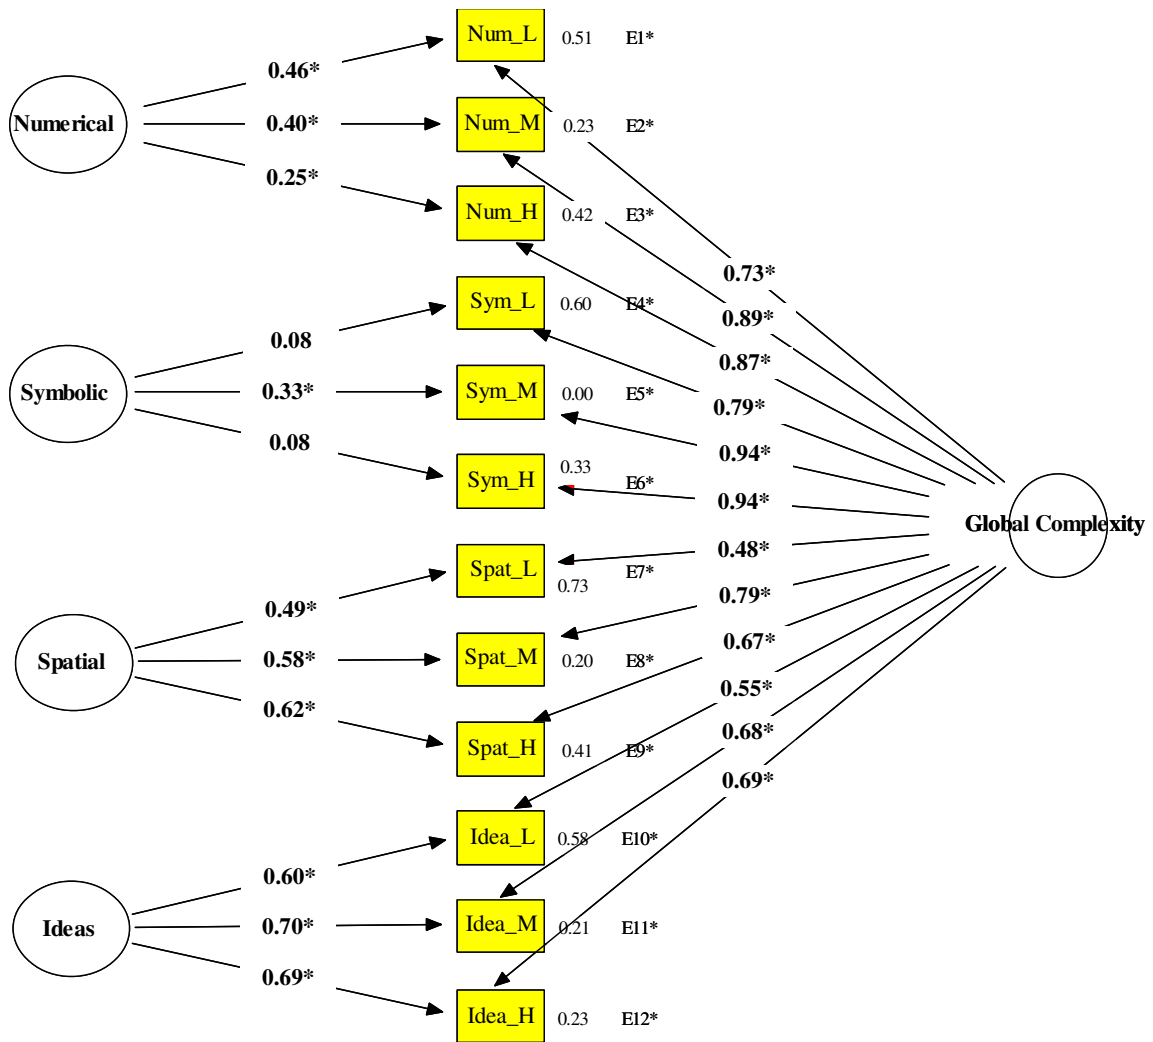 Num_L 0.51 E1*
0.46*
Numerical 0.40* Num_M 0.23 E2*
0.25*
Num_H 0.42 E3*
0.73*
Sym_L 0.60 E4*
0.89*
0.08
0.87*
Symbolic 0.33* Sym_M 0.00 E5*
0.79*
0.08
0.94*
Sym_H 0.33 E6*
0.94*
Global Complexity
0.48*
Spat_L 0.73 E7*
0.79*
0.49*
0.67*
Spatial 0.58* Spat_M 0.20 E8*
0.55*
0.62*
0.68*
Spat_H 0.41 E9*
0.69*
Idea_L 0.58 E10*
0.60*
Ideas 0.70* Idea_M 0.21 E11*
0.69*
Idea_H 0.23 E12*